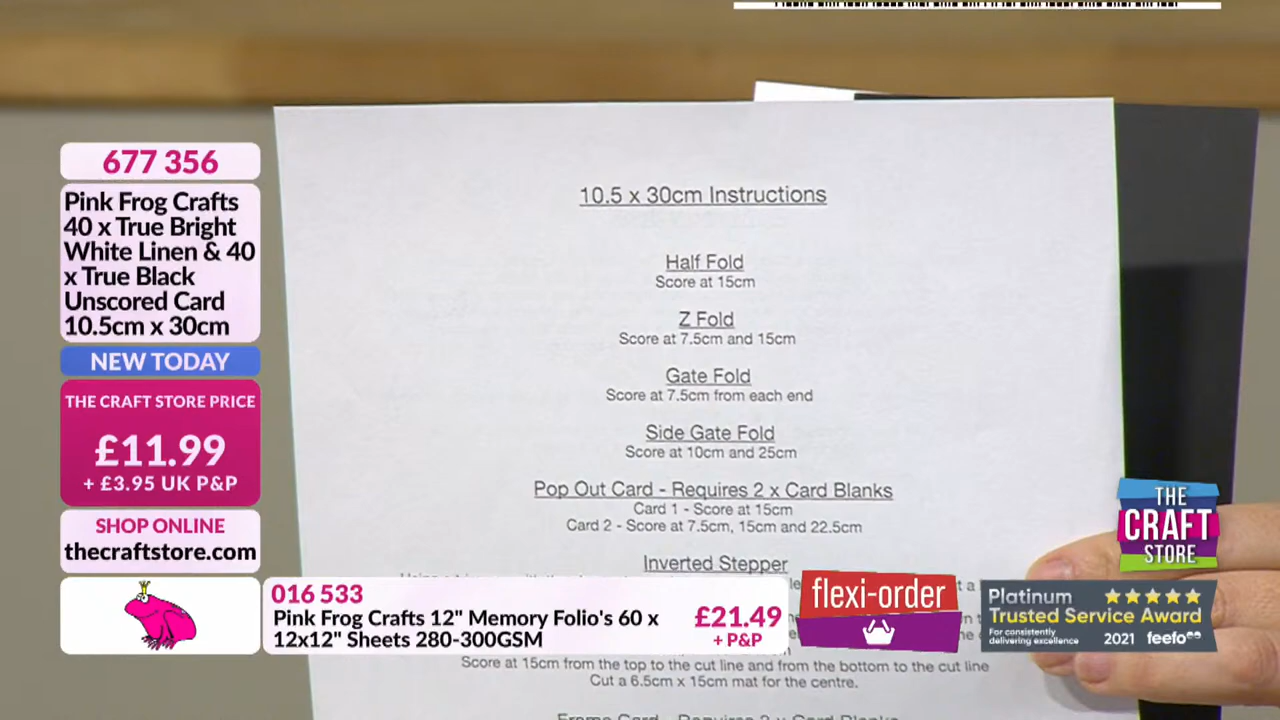 677 356
Pink Frog Crafts
40 x True Bright
White Linen & 40
x True Black
Unscored Card
10.5cm x 30cm
NEW TODAY
THE CRAFT STORE PRICE
£11.99
+ £3.95 UK P&P
SHOP ONLINE
thecraftstore.com
10.5 x 30cm Instructions
Half Fold
Score at 15cm
Z Fold
Score at 7.5cm and 15cm
Gate Fold
Score at 7.5cm from each end
Side Gate Fold
Score at 10cm and 25cm
Pop Out Card - Requires 2 x Card Blanks
Card 1 - Score at 15cm
Card 2 - Score at 7.5cm, 15cm and 22.5cm
Inverted Stepper
Score at 15cm from the top to the cut line and from the bottom to the cut line
Cut a 6.5cm x 15cm mat for the centre.
Frame Card - Requires 2 x Card Blanks
016 533
Pink Frog Crafts 12" Memory Folio's 60 x
12x12" Sheets 280-300GSM
£21.49
+ P&P
flexi-order
THE
CRAFT
STORE
Platinum
Trusted Service Award
For consistently
delivering excellence
2021 feefo